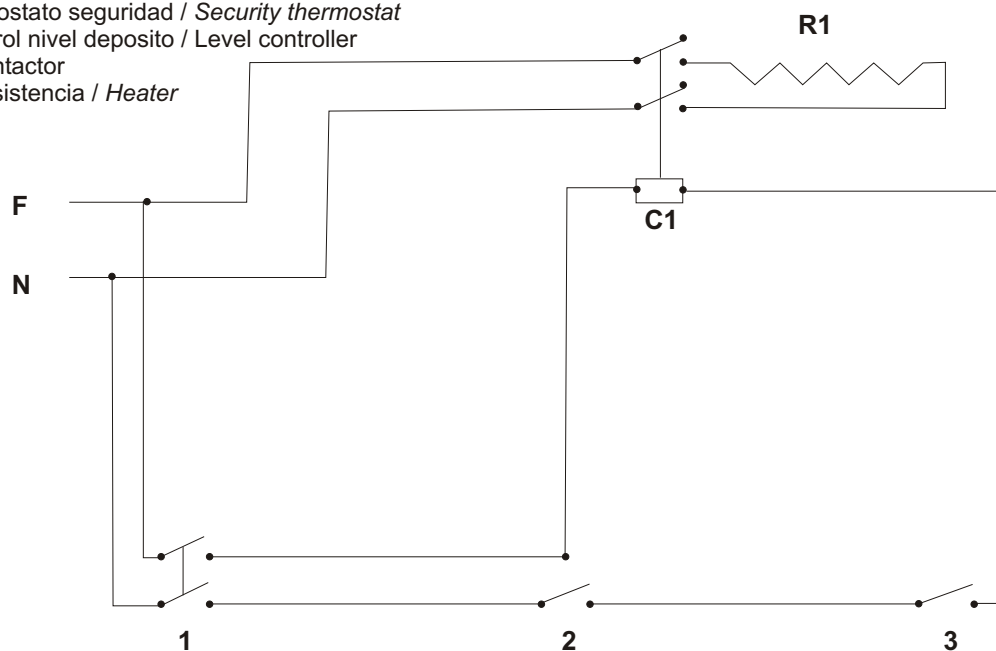 ostato seguridad / Security thermostat
rol nivel deposito / Level controller
ntactor
sistencia / Heater
R1
F
C1
N
1 2 3